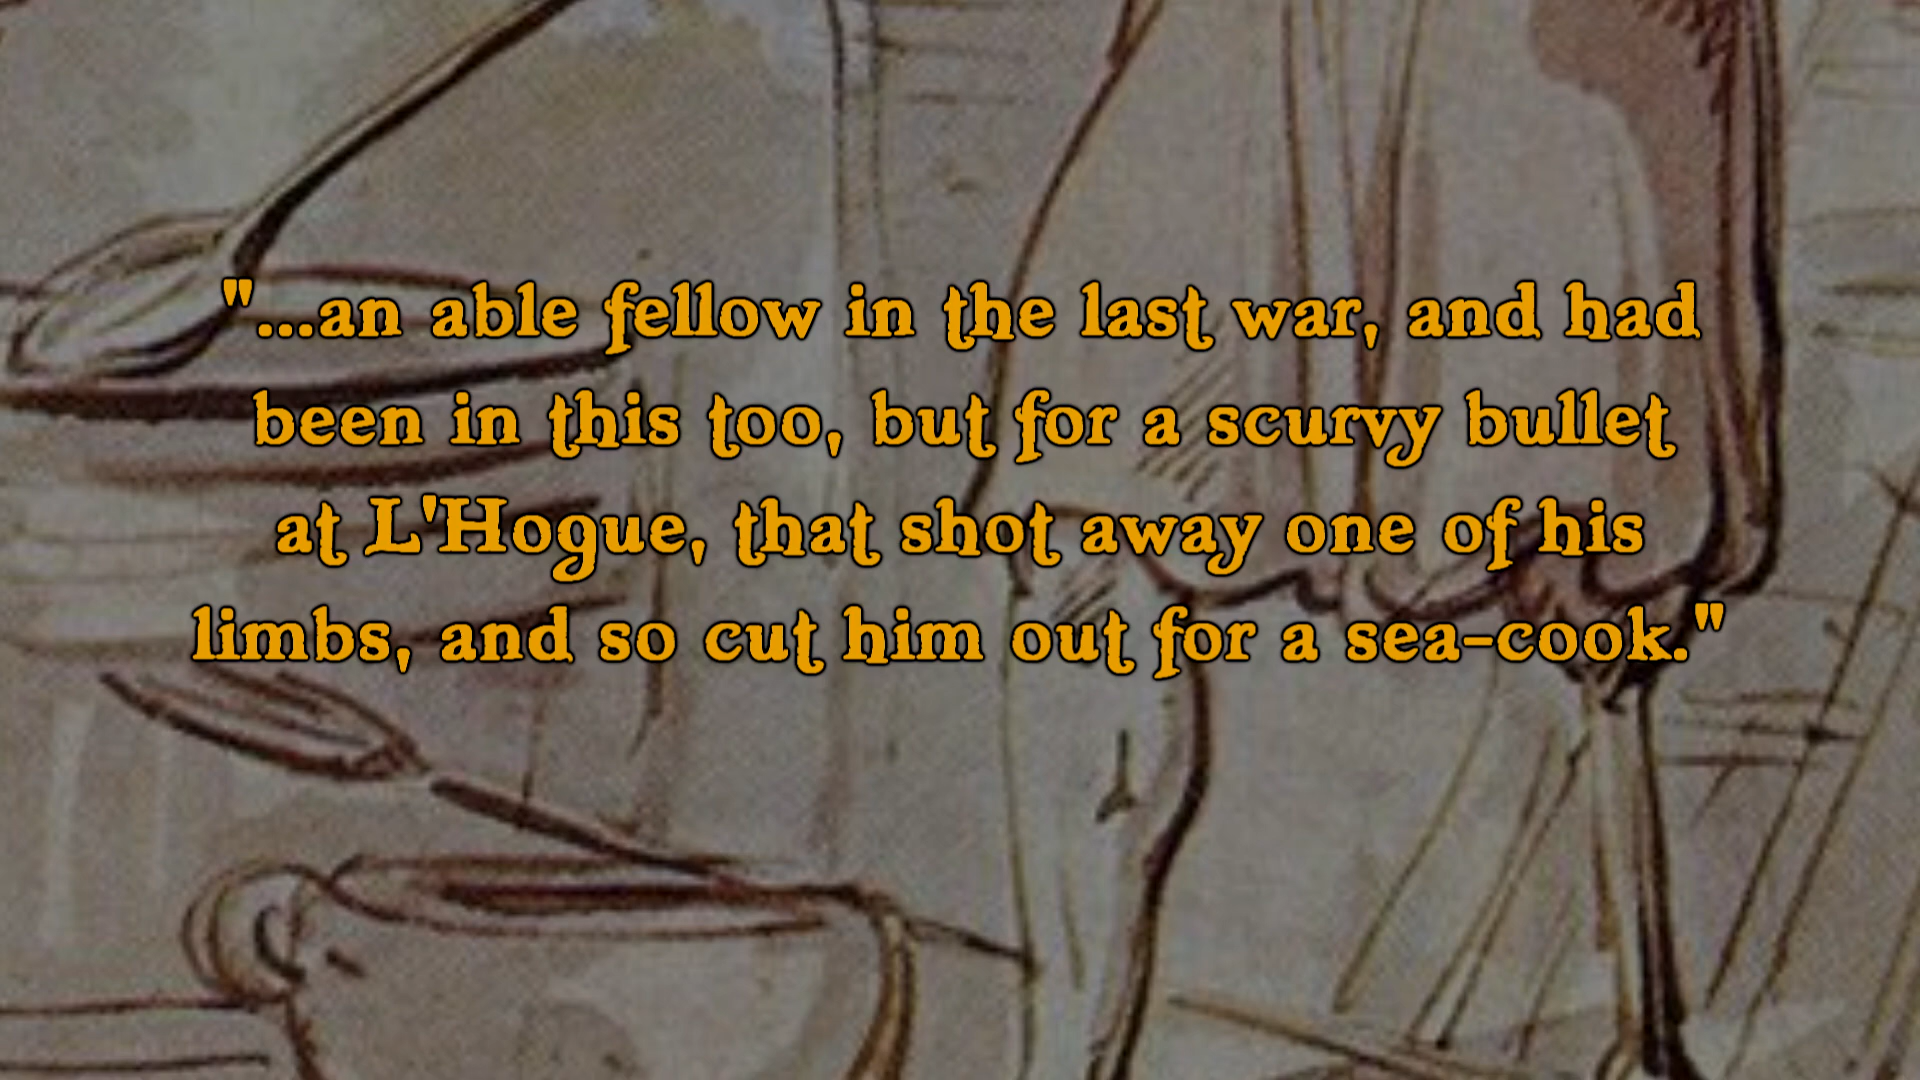 "...an able fellow in the last war, and had
been in this too, but for a scurvy bullet
at L'Hogue, that shot away one of his
limbs, and so cut him out for a sea-cook."